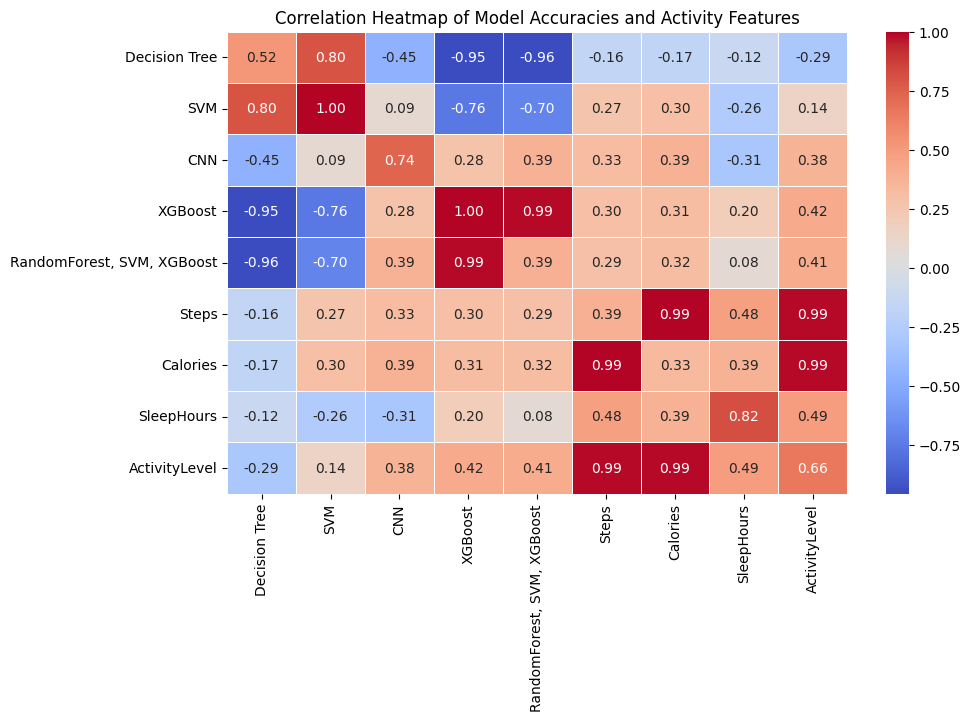 Correlation Heatmap of Model Accuracies and Activity Features
Decision Tree 0.52 0.80 -0.45 -0.95 -0.96 -0.16 -0.17 -0.12 -0.29
SVM 0.80 1.00 0.09 -0.76 -0.70 0.27 0.30 -0.26 0.14
CNN -0.45 0.09 0.74 0.28 0.39 0.33 0.39 -0.31 0.38
XGBoost -0.95 -0.76 0.28 1.00 0.99 0.30 0.31 0.20 0.42
RandomForest, SVM, XGBoost -0.96 -0.70 0.39 0.99 0.39 0.29 0.32 0.08 0.41
Steps -0.16 0.27 0.33 0.30 0.29 0.39 0.99 0.48 0.99
Calories -0.17 0.30 0.39 0.31 0.32 0.99 0.33 0.39 0.99
SleepHours -0.12 -0.26 -0.31 0.20 0.08 0.48 0.39 0.82 0.49
ActivityLevel -0.29 0.14 0.38 0.42 0.41 0.99 0.99 0.49 0.66
Decision Tree
SVM
CNN
XGBoost
RandomForest, SVM, XGBoost
Steps
Calories
SleepHours
ActivityLevel
1.00
0.75
0.50
0.25
0.00
−0.25
−0.50
−0.75